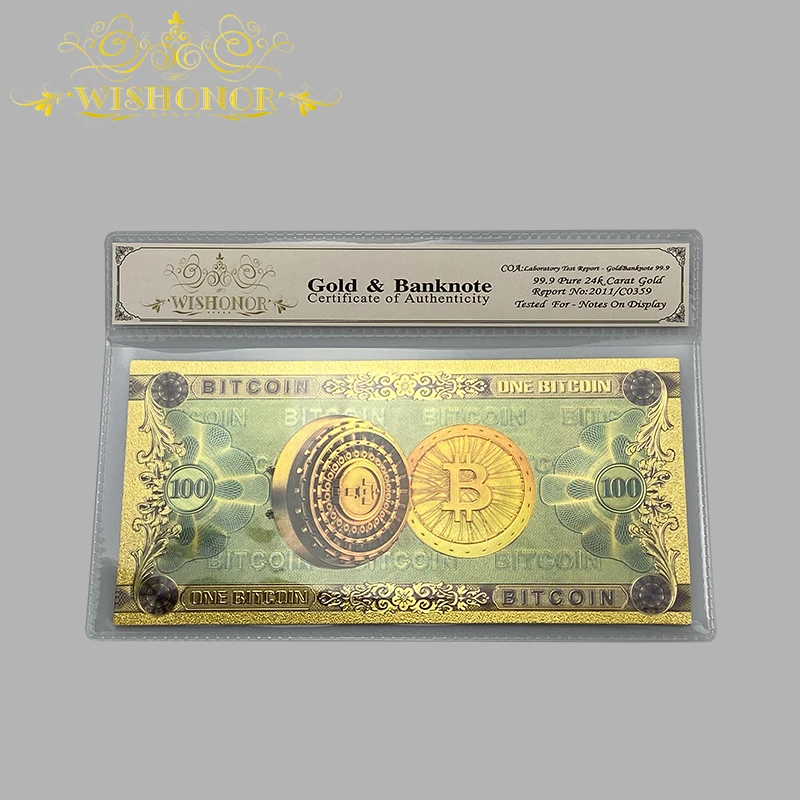 WISHONOR
WISHONOR
Gold & Banknote
Certificate of Authenticity
COA:Laboratory Test Report - GoldBanknote 99.9
99.9 Pure 24k Carat Gold
Report No:2011/C0359
Tested For - Notes On Display
BITCOIN
ONE BITCOIN
BITCOIN BITCOIN BITCOIN
100
B
100
BITCOIN BITCOIN BITCOIN
ONE BITCOIN
BITCOIN